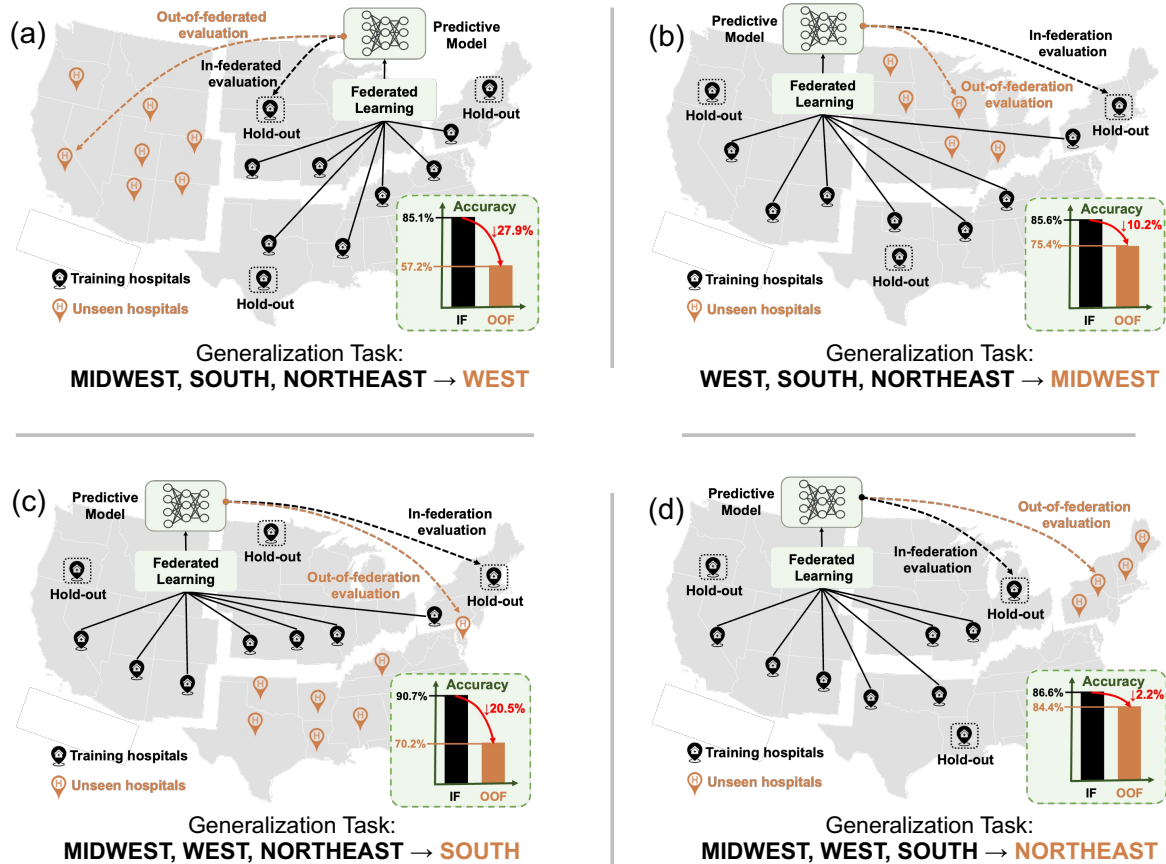 (a)
Out-of-federated
evaluation
Predictive
Model
In-federated
evaluation
Federated
Learning
Hold-out
Hold-out
Hold-out
Training hospitals
H Unseen hospitals
H
H
H
H
H
H
H
H
Accuracy
85.1%
↓27.9%
57.2%
IF OOF
Generalization Task:
MIDWEST, SOUTH, NORTHEAST → WEST
(b)
Predictive
Model
In-federation
evaluation
Out-of-federation
evaluation
Federated
Learning
Hold-out
Hold-out
Hold-out
Training hospitals
H Unseen hospitals
H
H
H
H
H
H
Accuracy
85.6%
↓10.2%
75.4%
IF OOF
Generalization Task:
WEST, SOUTH, NORTHEAST → MIDWEST
(c)
Predictive
Model
In-federation
evaluation
Hold-out
Federated
Learning
Out-of-federation
evaluation
Hold-out
Hold-out
Training hospitals
H Unseen hospitals
H
H
H
H
H
H
H
Accuracy
90.7%
↓20.5%
70.2%
IF OOF
Generalization Task:
MIDWEST, WEST, NORTHEAST → SOUTH
(d)
Predictive
Model
Out-of-federation
evaluation
In-federation
evaluation
Federated
Learning
Hold-out
Hold-out
Hold-out
Training hospitals
H Unseen hospitals
H
H
H
H
Accuracy
86.6%
↓2.2%
84.4%
IF OOF
Generalization Task:
MIDWEST, WEST, SOUTH → NORTHEAST